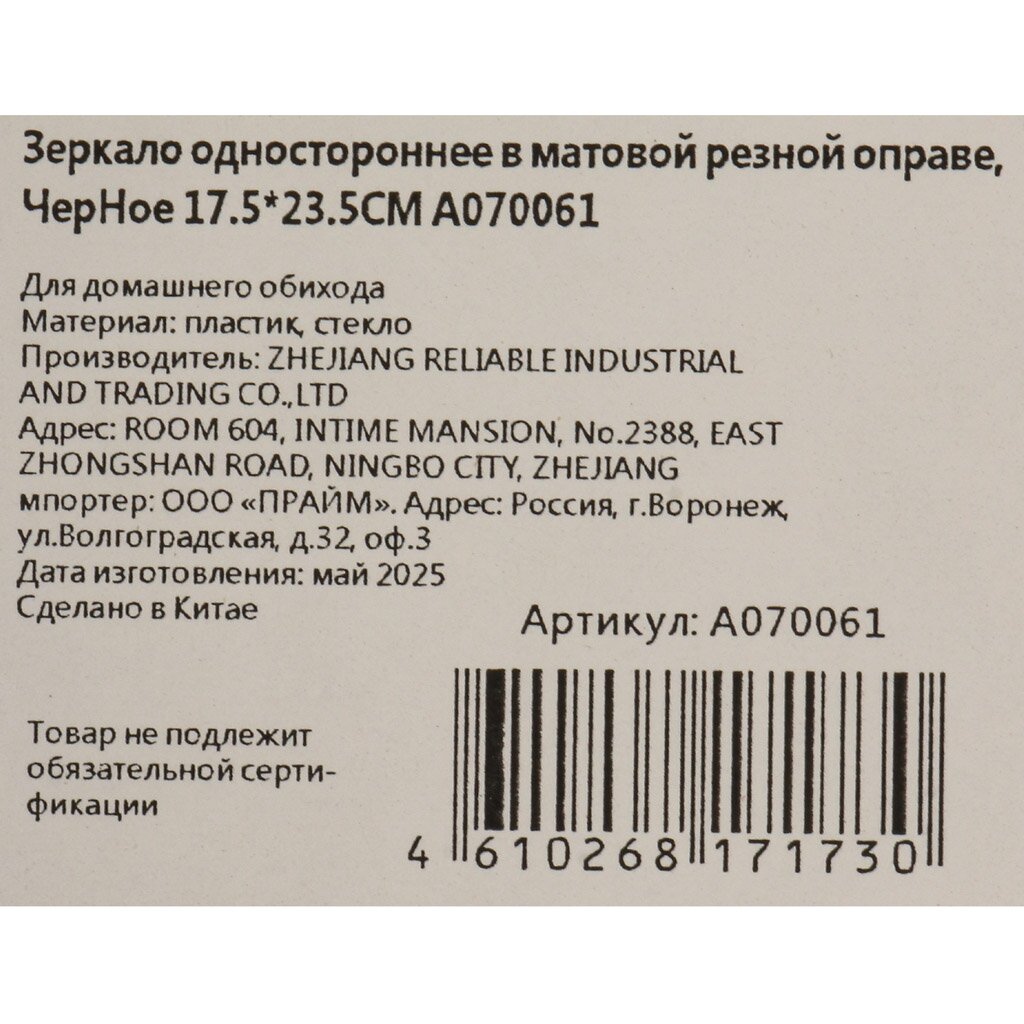 Зеркало одностороннее в матовой резной оправе,
ЧерНое 17.5*23.5СМ А070061
Для домашнего обихода
Материал: пластик, стекло
Производитель: ZHEJIANG RELIABLE INDUSTRIAL
AND TRADING CO.,LTD
Адрес: ROOM 604, INTIME MANSION, No.2388, EAST
ZHONGSHAN ROAD, NINGBO CITY, ZHEJIANG
мпортер: ООО «ПРАЙМ». Адрес: Россия, г.Воронеж,
ул.Волгоградская, д.32, оф.3
Дата изготовления: май 2025
Сделано в Китае
Артикул: А070061
Товар не подлежит
обязательной серти-
фикации
4 610268 171730